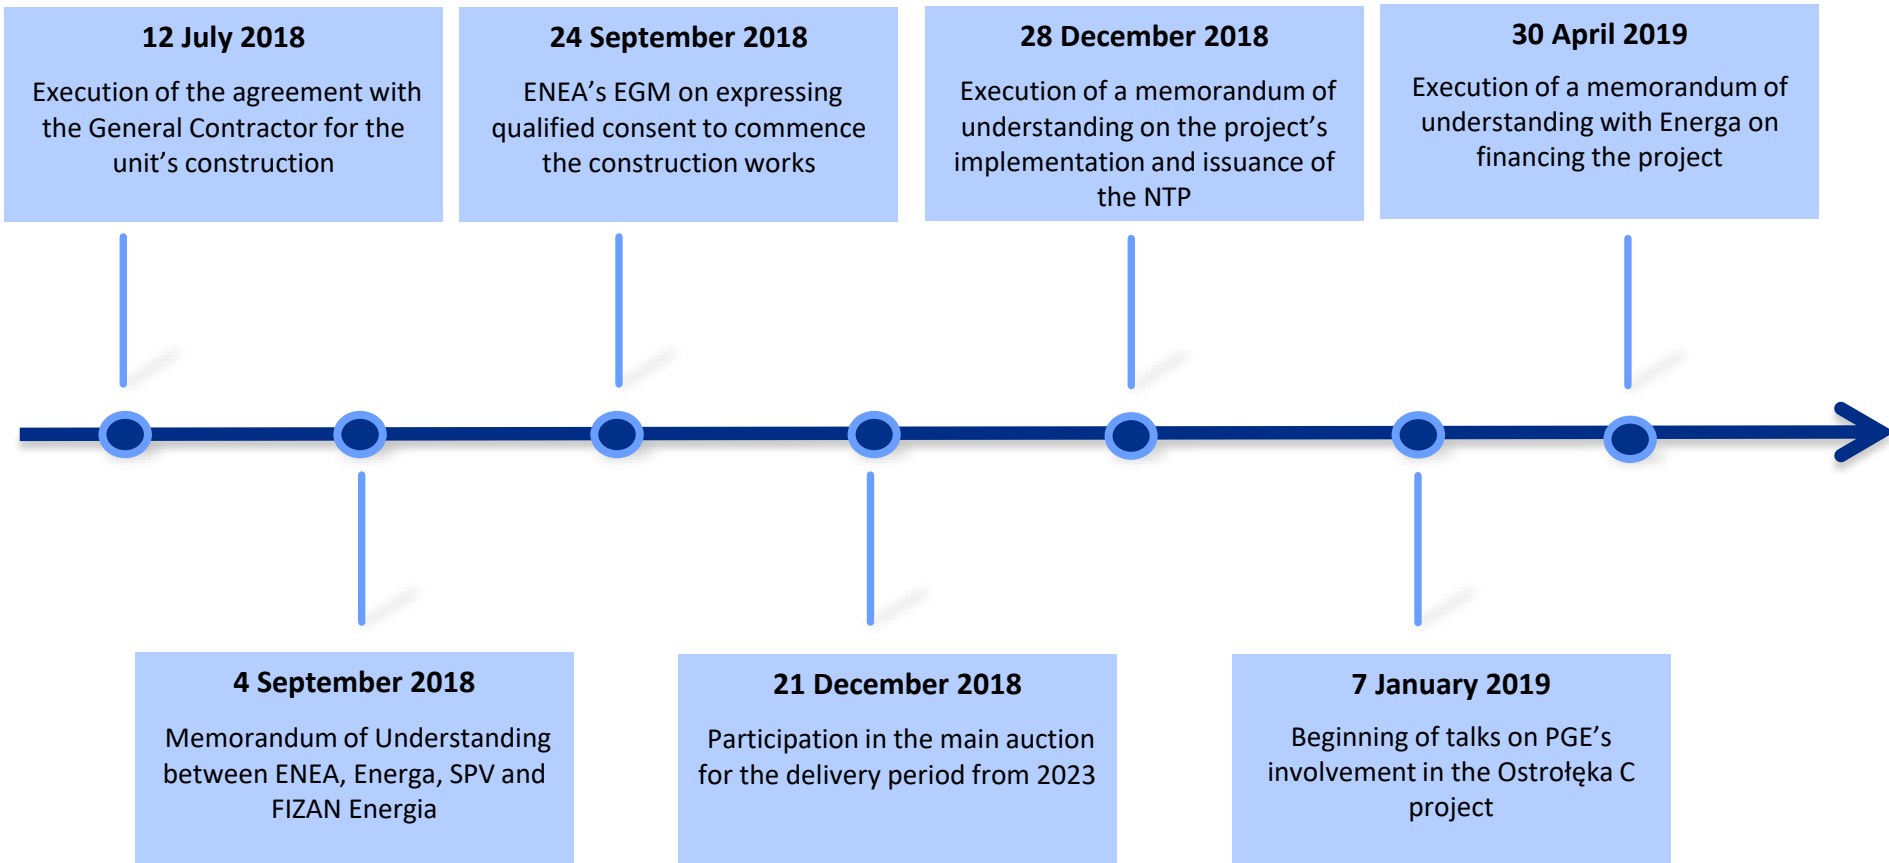 12 July 2018
Execution of the agreement with
the General Contractor for the
unit’s construction
24 September 2018
ENEA’s EGM on expressing
qualified consent to commence
the construction works
28 December 2018
Execution of a memorandum of
understanding on the project’s
implementation and issuance of
the NTP
30 April 2019
Execution of a memorandum of
understanding with Energa on
financing the project
4 September 2018
Memorandum of Understanding
between ENEA, Energa, SPV and
FIZAN Energia
21 December 2018
Participation in the main auction
for the delivery period from 2023
7 January 2019
Beginning of talks on PGE’s
involvement in the Ostrołęka C
project